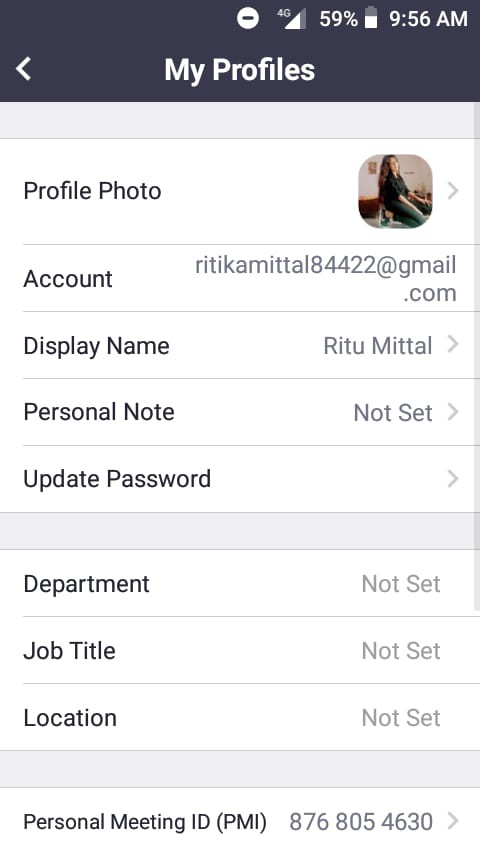 4G 59% 9:56 AM
My Profiles
Profile Photo
Account ritikamittal84422@gmail
.com
Display Name Ritu Mittal
Personal Note Not Set
Update Password
Department Not Set
Job Title Not Set
Location Not Set
Personal Meeting ID (PMI) 876 805 4630